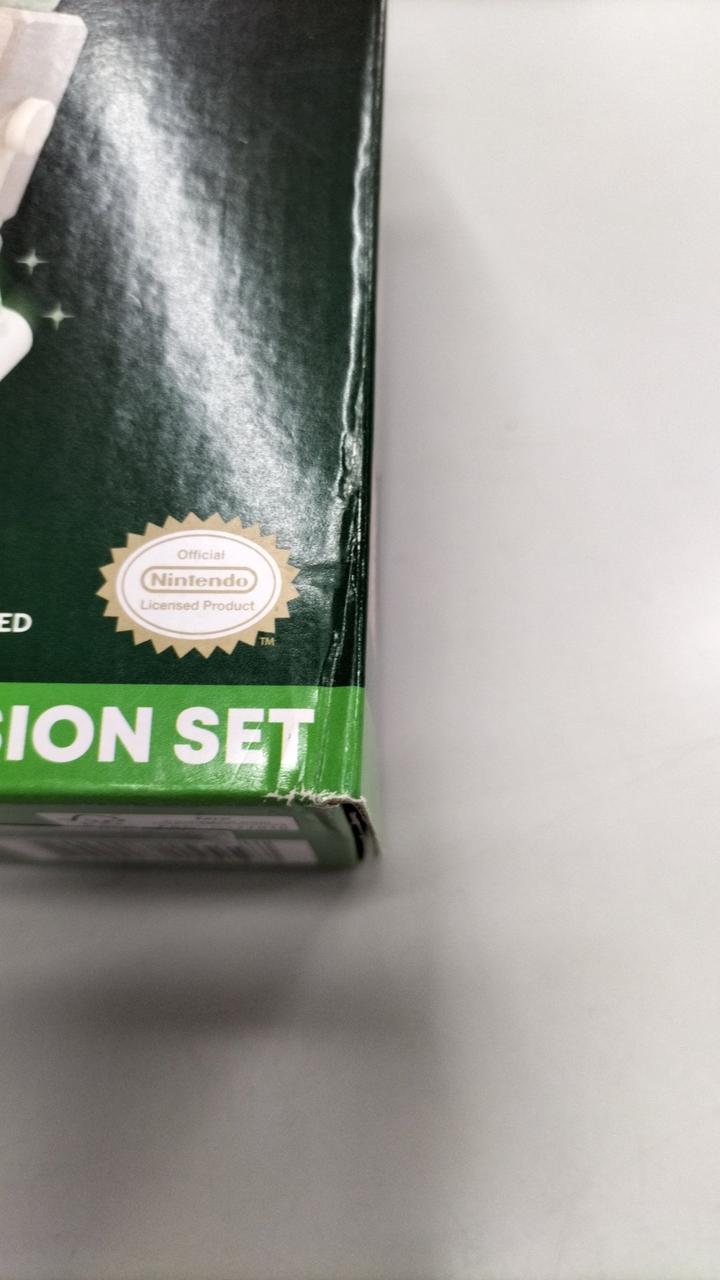 Official
Nintendo
Licensed Product
TM
ED
SION SET